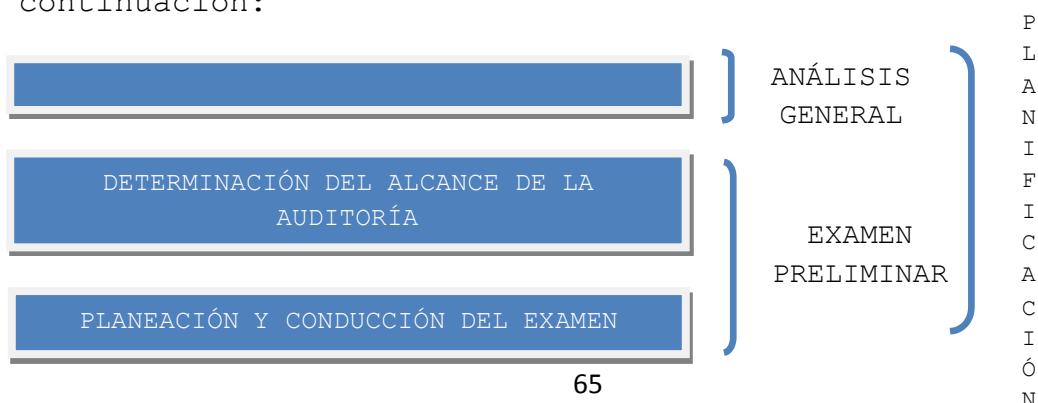 continuación:
ANÁLISIS
GENERAL
DETERMINACIÓN DEL ALCANCE DE LA
AUDITORÍA
EXAMEN
PRELIMINAR
PLANEACIÓN Y CONDUCCIÓN DEL EXAMEN
65
P
L
A
N
I
F
I
C
A
C
I
Ó
N